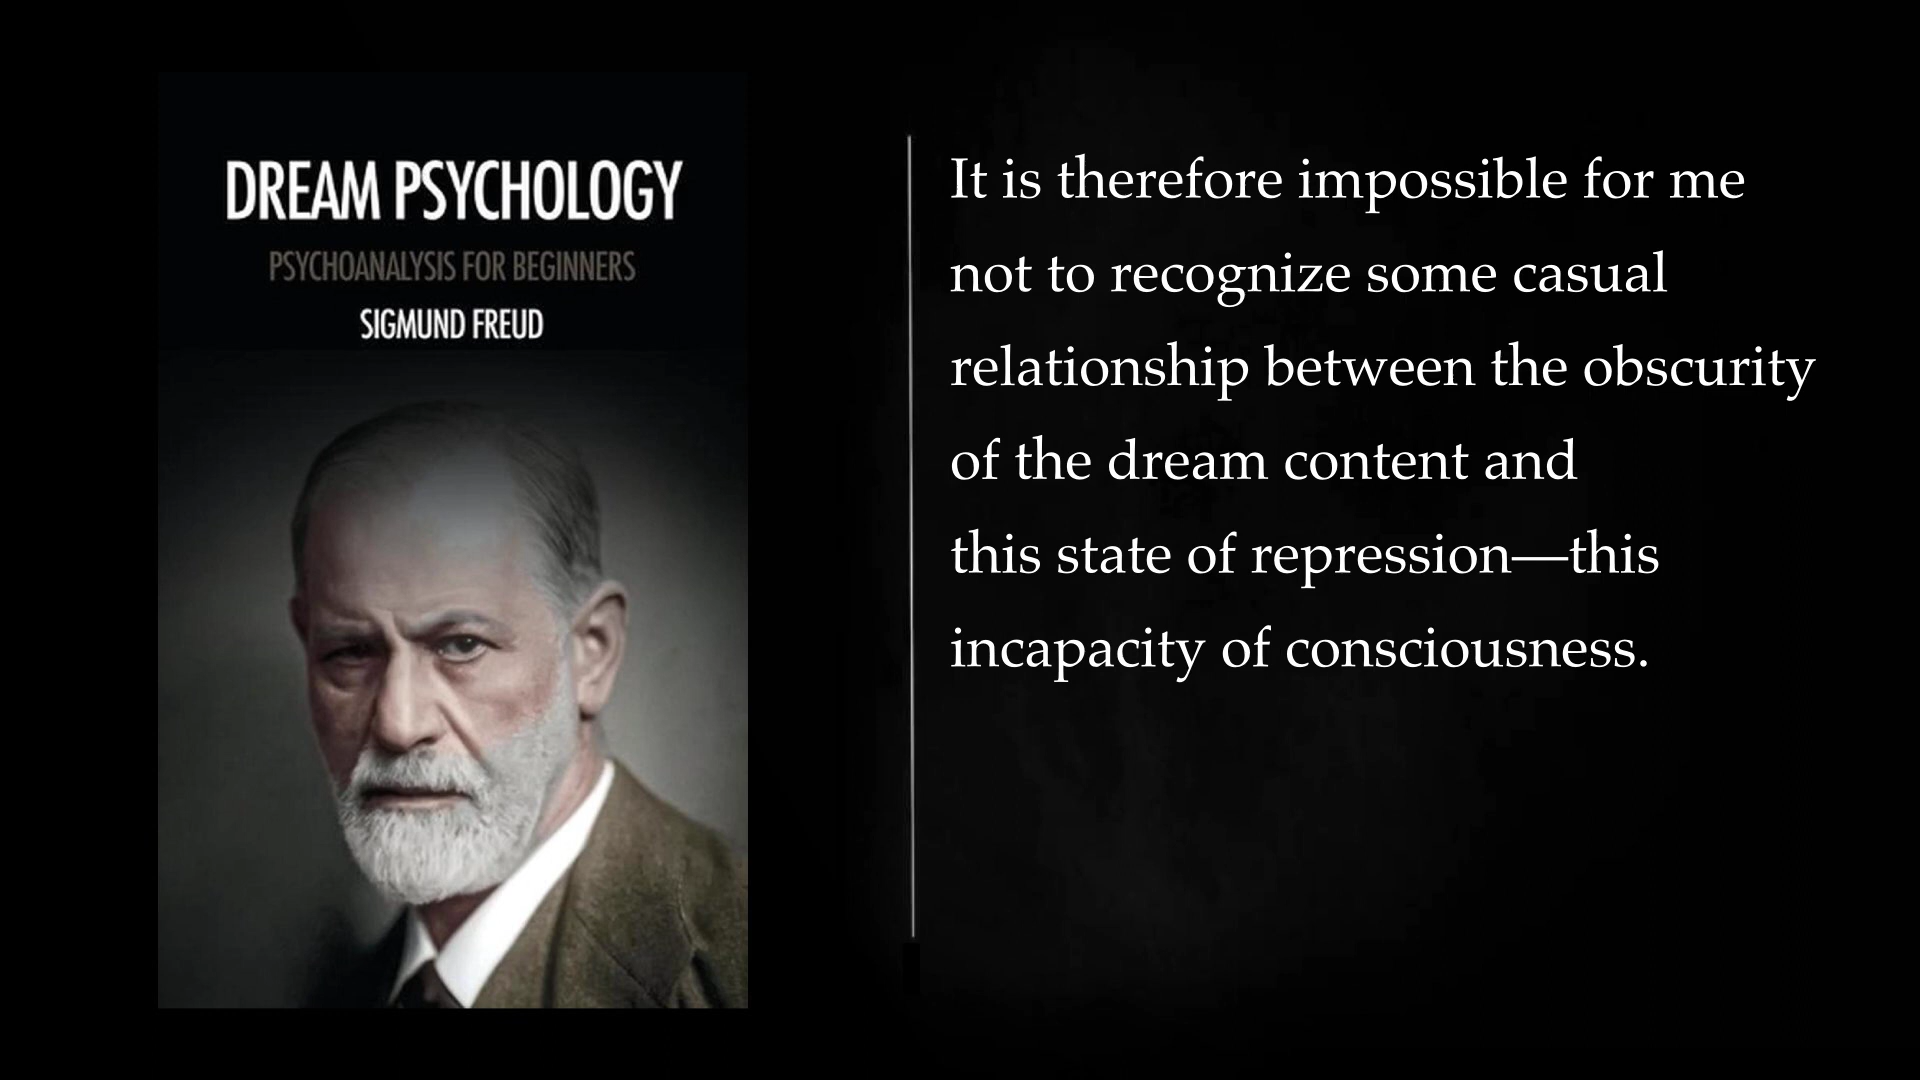 DREAM PSYCHOLOGY
PSYCHOANALYSIS FOR BEGINNERS
SIGMUND FREUD
It is therefore impossible for me
not to recognize some casual
relationship between the obscurity
of the dream content and
this state of repression—this
incapacity of consciousness.